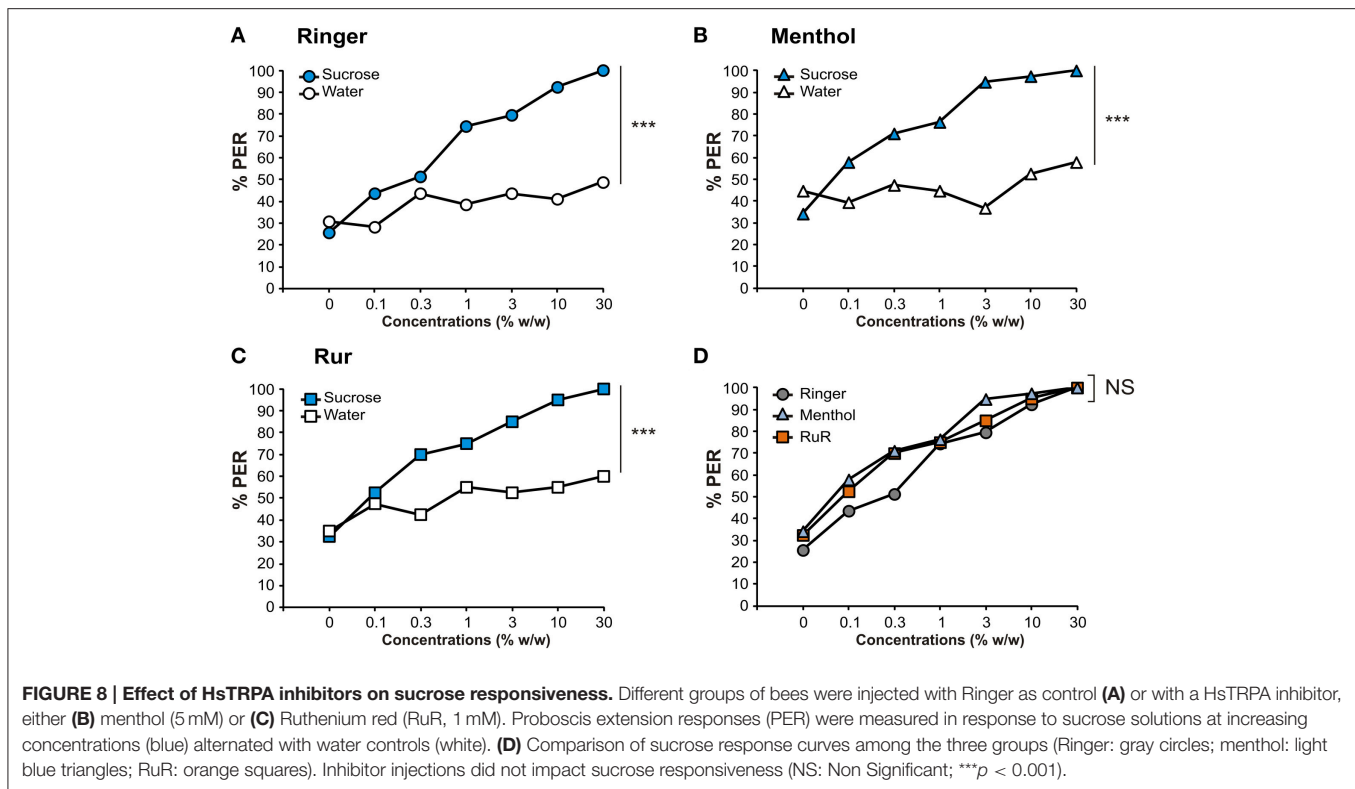 A Ringer
Sucrose
Water
100
90
80
70
60
50
40
30
20
10
0
% PER
***
0 0.1 0.3 1 3 10 30
Concentrations (% w/w)
B Menthol
Sucrose
Water
100
90
80
70
60
50
40
30
20
10
0
% PER
***
0 0.1 0.3 1 3 10 30
Concentrations (% w/w)
C Rur
Sucrose
Water
100
90
80
70
60
50
40
30
20
10
0
% PER
***
0 0.1 0.3 1 3 10 30
Concentrations (% w/w)
D
Ringer
Menthol
RuR
100
90
80
70
60
50
40
30
20
10
0
% PER
NS
0 0.1 0.3 1 3 10 30
Concentrations (% w/w)
FIGURE 8 | Effect of HsTRPA inhibitors on sucrose responsiveness. Different groups of bees were injected with Ringer as control (A) or with a HsTRPA inhibitor,
either (B) menthol (5 mM) or (C) Ruthenium red (RuR, 1 mM). Proboscis extension responses (PER) were measured in response to sucrose solutions at increasing
concentrations (blue) alternated with water controls (white). (D) Comparison of sucrose response curves among the three groups (Ringer: gray circles; menthol: light
blue triangles; RuR: orange squares). Inhibitor injections did not impact sucrose responsiveness (NS: Non Significant; ***p < 0.001).